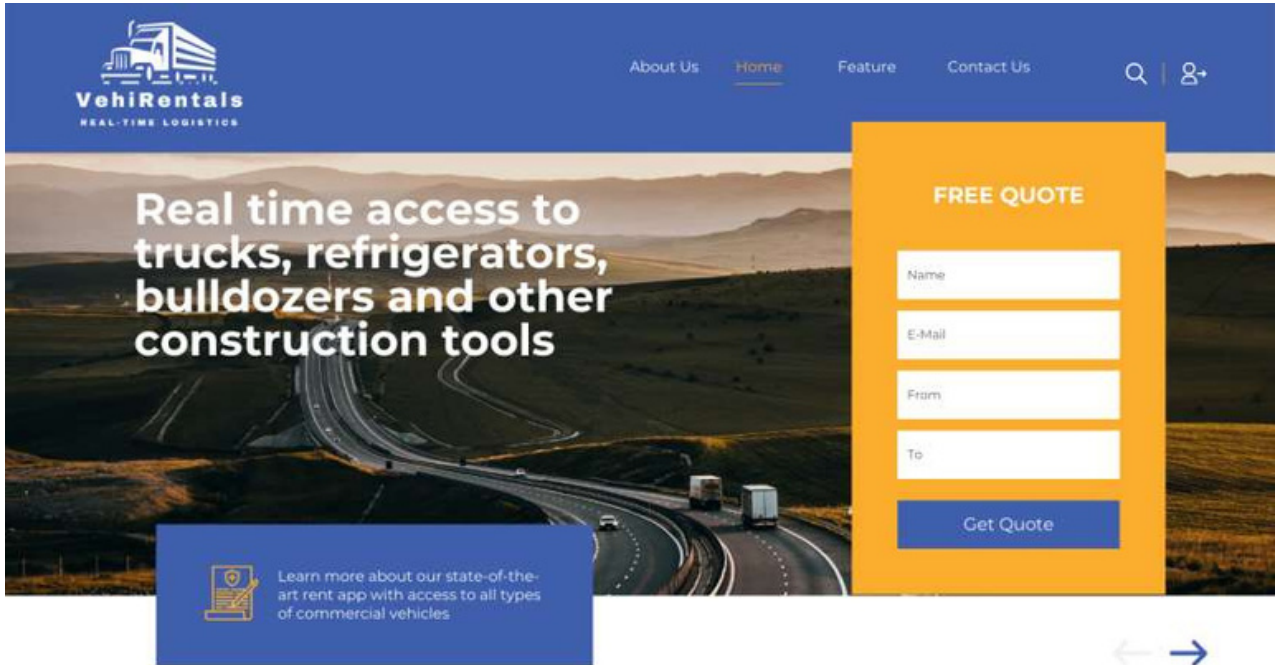 VehiRentals
REAL-TIME LOGISTICS
About Us
Home
Feature
Contact Us
Real time access to
trucks, refrigerators,
bulldozers and other
construction tools
FREE QUOTE
Name
E-Mail
From
To
Get Quote
Learn more about our state-of-the-
art rent app with access to all types
of commercial vehicles